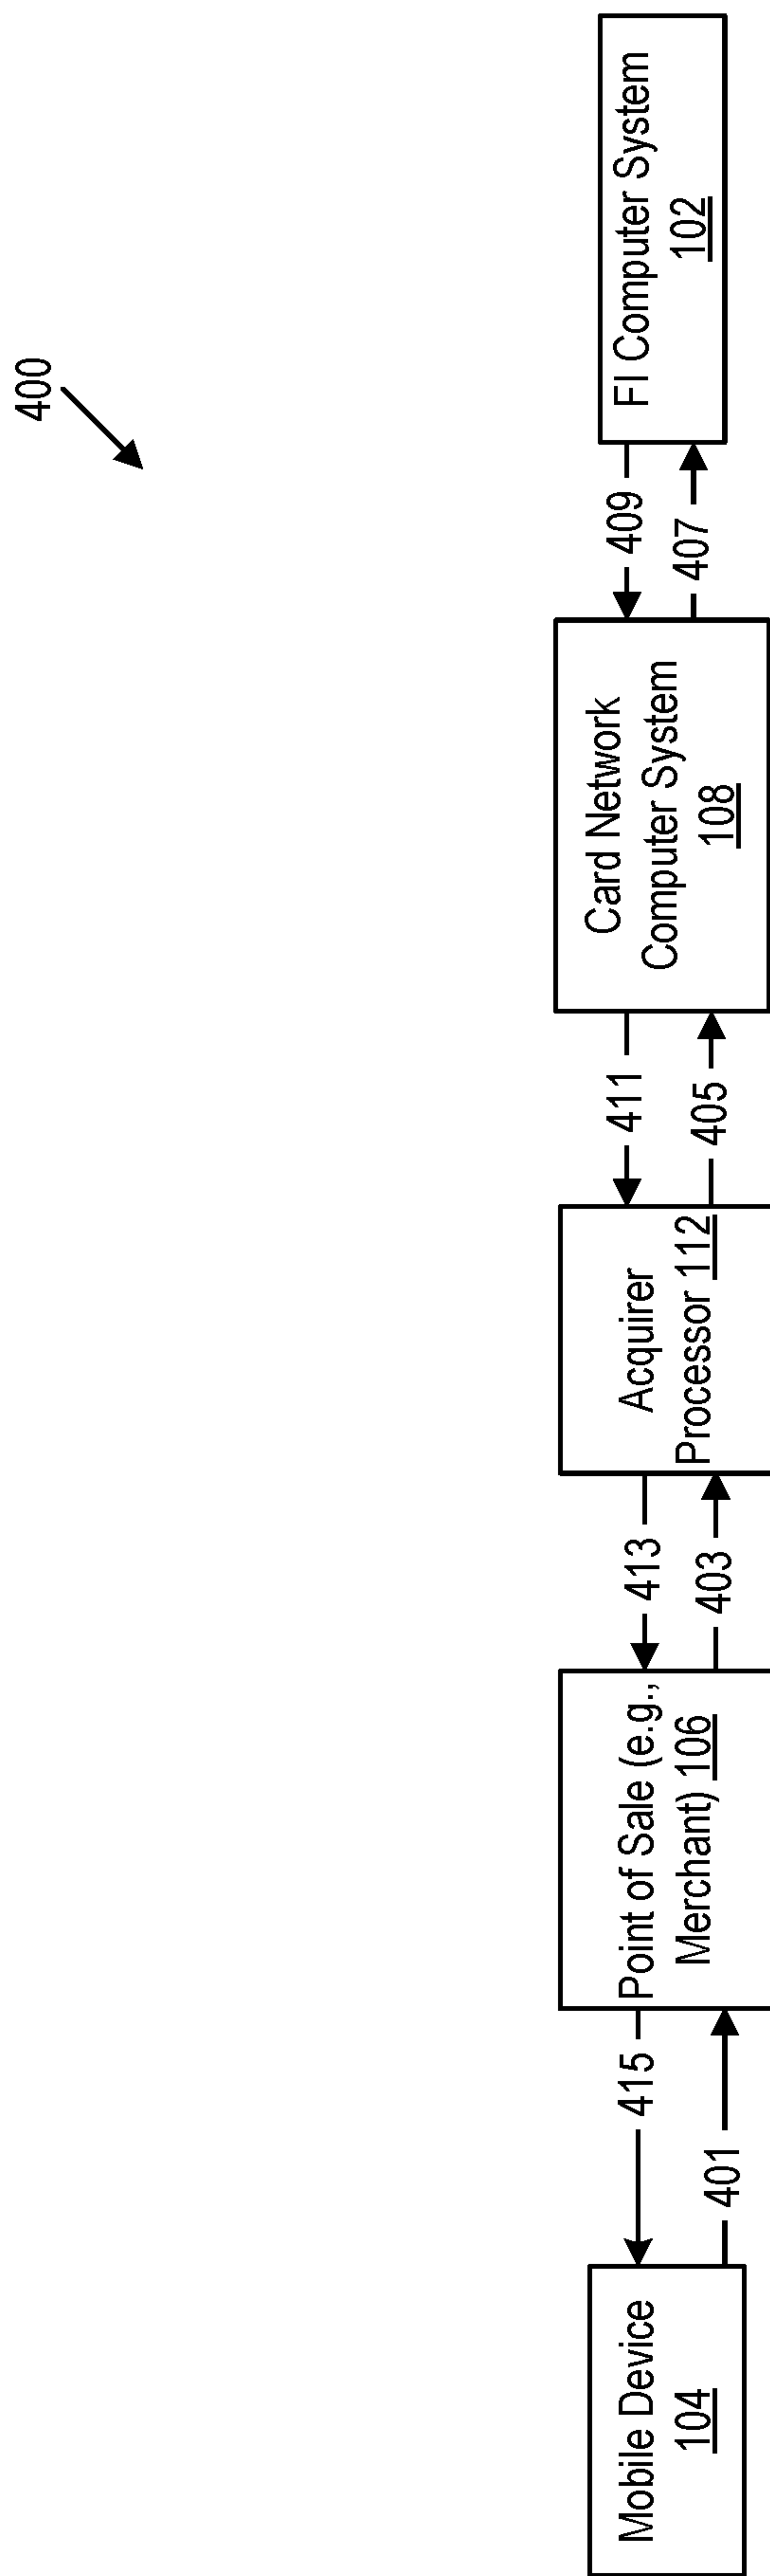 400
Mobile Device
104
415
401
Point of Sale (e.g.,
Merchant) 106
413
403
Acquirer
Processor 112
411
405
Card Network
Computer System
108
409
407
FI Computer System
102